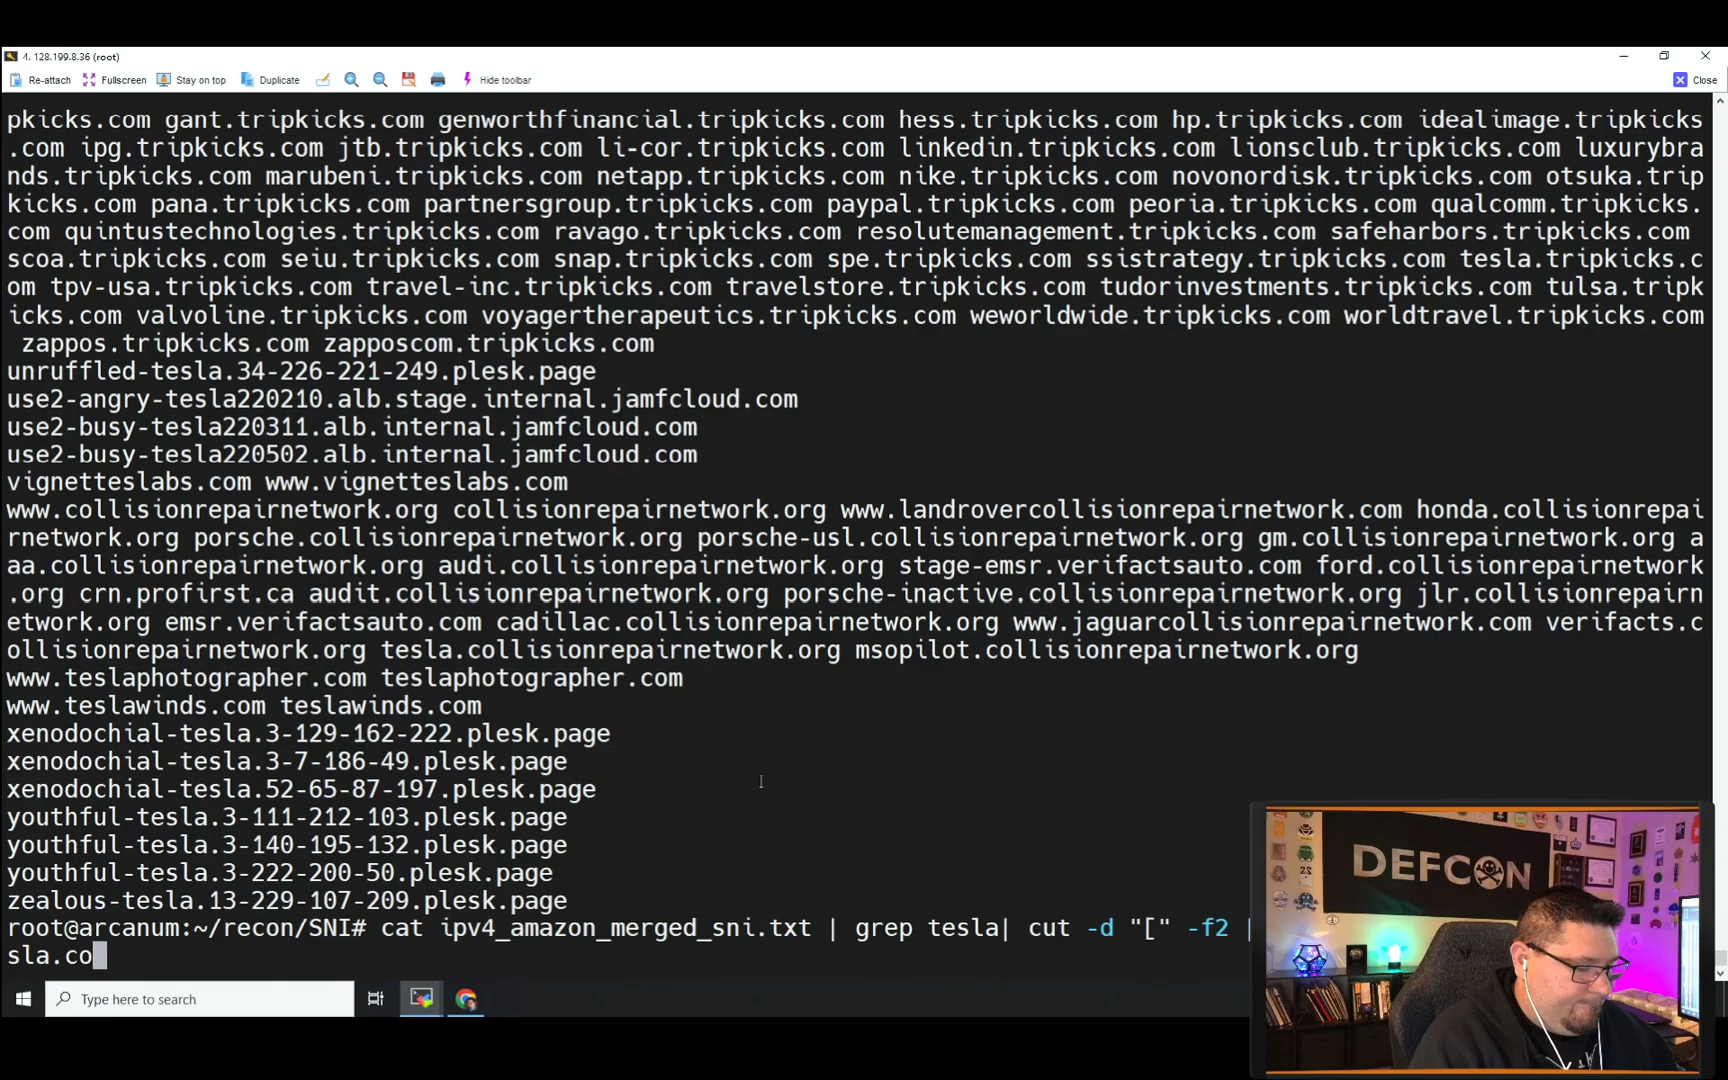 4. 128.199.8.36 (root)
Re-attach Fullscreen Stay on top Duplicate Hide toolbar Close
pkicks.com gant.tripkicks.com genworthfinancial.tripkicks.com hess.tripkicks.com hp.tripkicks.com idealimage.tripkicks
.com ipg.tripkicks.com jtb.tripkicks.com li-cor.tripkicks.com linkedin.tripkicks.com lionsclub.tripkicks.com luxurybra
nds.tripkicks.com marubeni.tripkicks.com netapp.tripkicks.com nike.tripkicks.com novonordisk.tripkicks.com otsuka.trip
kicks.com pana.tripkicks.com partnersgroup.tripkicks.com paypal.tripkicks.com peoria.tripkicks.com qualcomm.tripkicks.
com quintustechnologies.tripkicks.com ravago.tripkicks.com resolutemanagement.tripkicks.com safeharbors.tripkicks.com
scoa.tripkicks.com seiu.tripkicks.com snap.tripkicks.com spe.tripkicks.com ssistrategy.tripkicks.com tesla.tripkicks.c
om tpv-usa.tripkicks.com travel-inc.tripkicks.com travelstore.tripkicks.com tudorinvestments.tripkicks.com tulsa.tripk
icks.com valvoline.tripkicks.com voyagertherapeutics.tripkicks.com weworldwide.tripkicks.com worldtravel.tripkicks.com
zappos.tripkicks.com zapposcom.tripkicks.com
unruffled-tesla.34-226-221-249.plesk.page
use2-angry-tesla220210.alb.stage.internal.jamfcloud.com
use2-busy-tesla220311.alb.internal.jamfcloud.com
use2-busy-tesla220502.alb.internal.jamfcloud.com
vignetteslabs.com www.vignetteslabs.com
www.collisionrepairnetwork.org collisionrepairnetwork.org www.landrovercollisionrepairnetwork.com honda.collisionrepai
rnetwork.org porsche.collisionrepairnetwork.org porsche-usl.collisionrepairnetwork.org gm.collisionrepairnetwork.org a
aa.collisionrepairnetwork.org audi.collisionrepairnetwork.org stage-emsr.verifactsauto.com ford.collisionrepairnetwork
.org crn.profirst.ca audit.collisionrepairnetwork.org porsche-inactive.collisionrepairnetwork.org jlr.collisionrepairn
etwork.org emsr.verifactsauto.com cadillac.collisionrepairnetwork.org www.jaguarcollisionrepairnetwork.com verifacts.c
ollisionrepairnetwork.org tesla.collisionrepairnetwork.org msopilot.collisionrepairnetwork.org
www.teslaphotographer.com teslaphotographer.com
www.teslawinds.com teslawinds.com
xenodochial-tesla.3-129-162-222.plesk.page
xenodochial-tesla.3-7-186-49.plesk.page
xenodochial-tesla.52-65-87-197.plesk.page
youthful-tesla.3-111-212-103.plesk.page
youthful-tesla.3-140-195-132.plesk.page
youthful-tesla.3-222-200-50.plesk.page
zealous-tesla.13-229-107-209.plesk.page
root@arcanum:~/recon/SNI# cat ipv4_amazon_merged_sni.txt | grep tesla| cut -d "[" -f2 |
sla.co
DEFCON
Type here to search